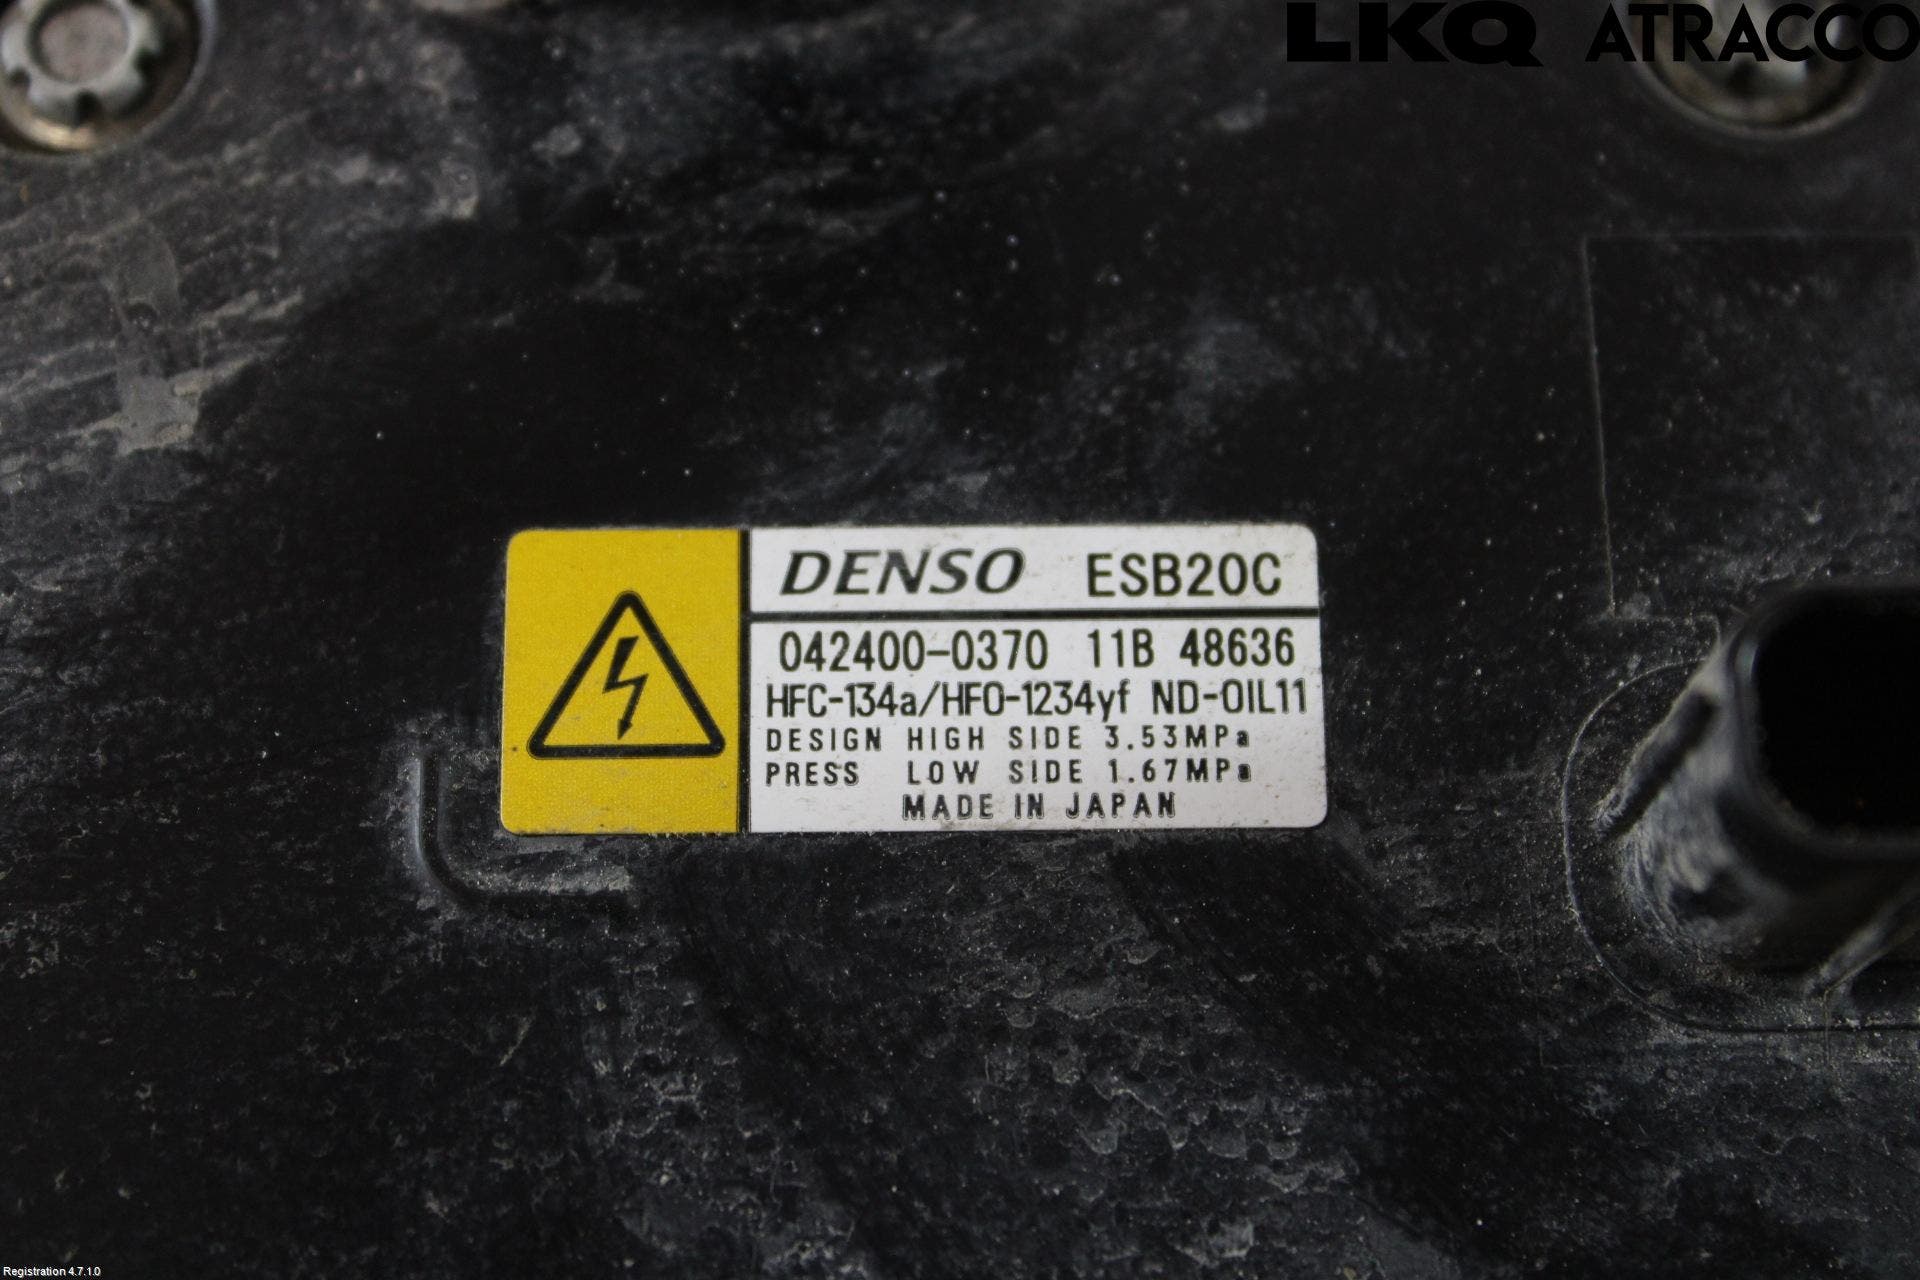 LKQ ATRACCO
DENSO ESB20C
042400-0370 11B 48636
HFC-134a/HFO-1234yf ND-OIL11
DESIGN HIGH SIDE 3.53MPa
PRESS LOW SIDE 1.67MPa
MADE IN JAPAN
Registration 4.7.1.0